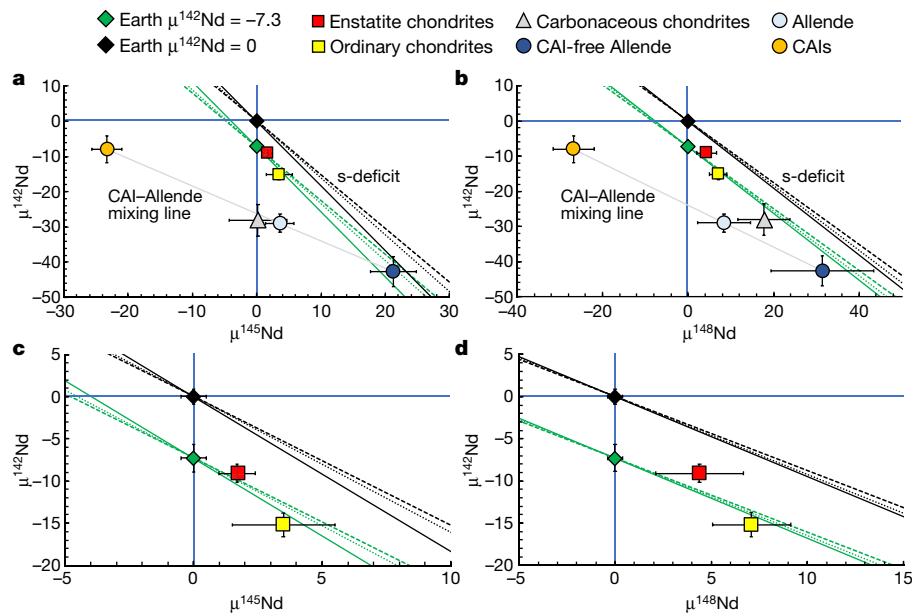 Earth μ¹⁴²Nd = −7.3
Enstatite chondrites
Carbonaceous chondrites
Allende
Earth μ¹⁴²Nd = 0
Ordinary chondrites
CAI-free Allende
CAIs
a
10
0
−10
−20
−30
−40
−50
μ¹⁴²Nd
s-deficit
CAI–Allende
mixing line
−30
−20
−10
0
10
20
30
μ¹⁴⁵Nd
b
10
0
−10
−20
−30
−40
−50
μ¹⁴²Nd
s-deficit
CAI–Allende
mixing line
−40
−20
0
20
40
μ¹⁴⁸Nd
c
5
0
−5
−10
−15
−20
μ¹⁴²Nd
−5
0
5
10
μ¹⁴⁵Nd
d
5
0
−5
−10
−15
−20
μ¹⁴²Nd
−5
0
5
10
15
μ¹⁴⁸Nd